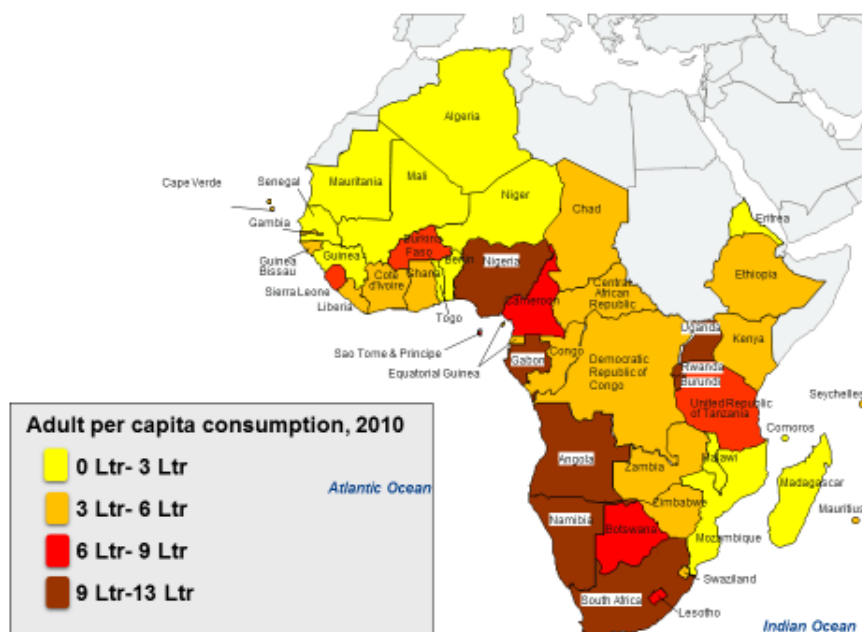 Algeria
Cape Verde
Senegal
Mauritania
Mali
Niger
Chad
Eritrea
Gambia
Guinea
Bissau
Guinea
Burkina
Faso
Benin
Nigeria
Ethiopia
Sierra Leone
Liberia
Cote
d'Ivoire
Ghana
Togo
Cameroon
Central
African
Republic
Sao Tome & Principe
Equatorial Guinea
Gabon
Congo
Democratic
Republic of
Congo
Uganda
Kenya
Rwanda
Burundi
United Republic
of Tanzania
Seychelles
Comoros
Angola
Zambia
Malawi
Madagascar
Mauritius
Namibia
Zimbabwe
Botswana
Mozambique
Swaziland
South Africa
Lesotho
Adult per capita consumption, 2010
0 Ltr- 3 Ltr
3 Ltr- 6 Ltr
6 Ltr- 9 Ltr
9 Ltr-13 Ltr
Atlantic Ocean
Indian Ocean